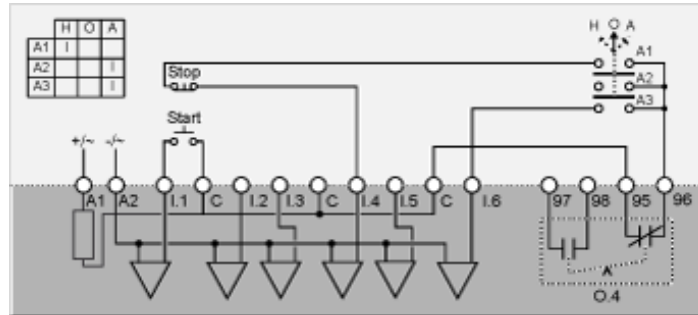 H O A
A1 I
A2 I
A3 I
H O A
A1
A2
A3
Stop
Start
+/~ -/~
A1 A2 I.1 C I.2 I.3 C I.4 I.5 C I.6 97 98 95 96
O.4